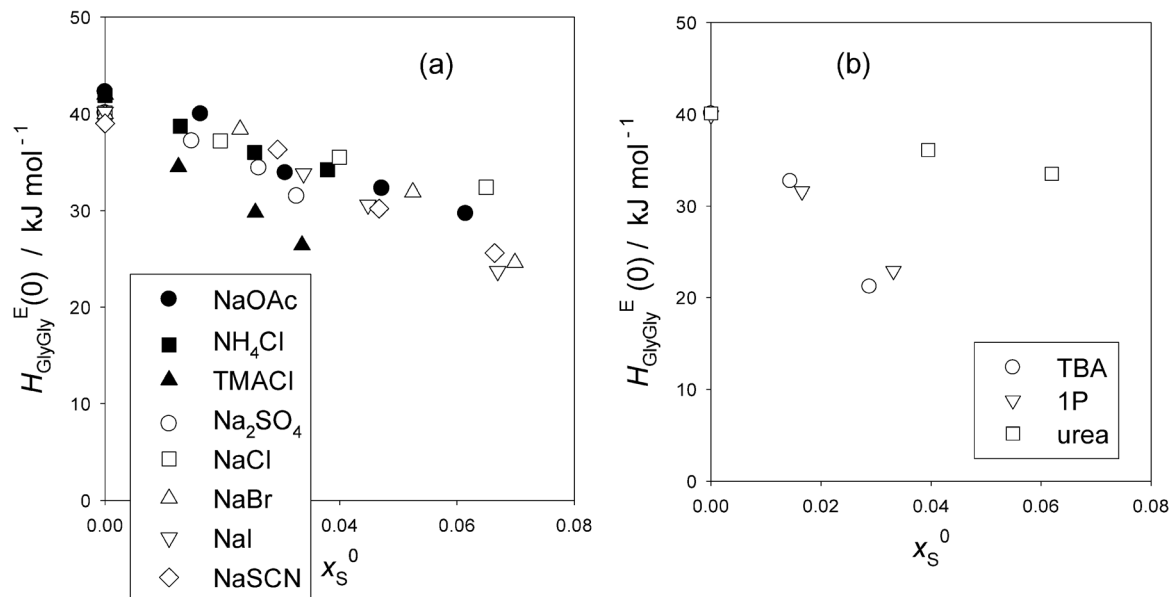 (a)
50
40
30
20
10
0
H_GlyGly^E(0) / kJ mol⁻¹
0.00
0.04
0.06
0.08
x_S^0
NaOAc
NH₄Cl
TMACl
Na₂SO₄
NaCl
NaBr
NaI
NaSCN
(b)
50
40
30
20
10
0
H_GlyGly^E(0) / kJ mol⁻¹
0.00
0.02
0.04
0.06
0.08
x_S^0
TBA
1P
urea